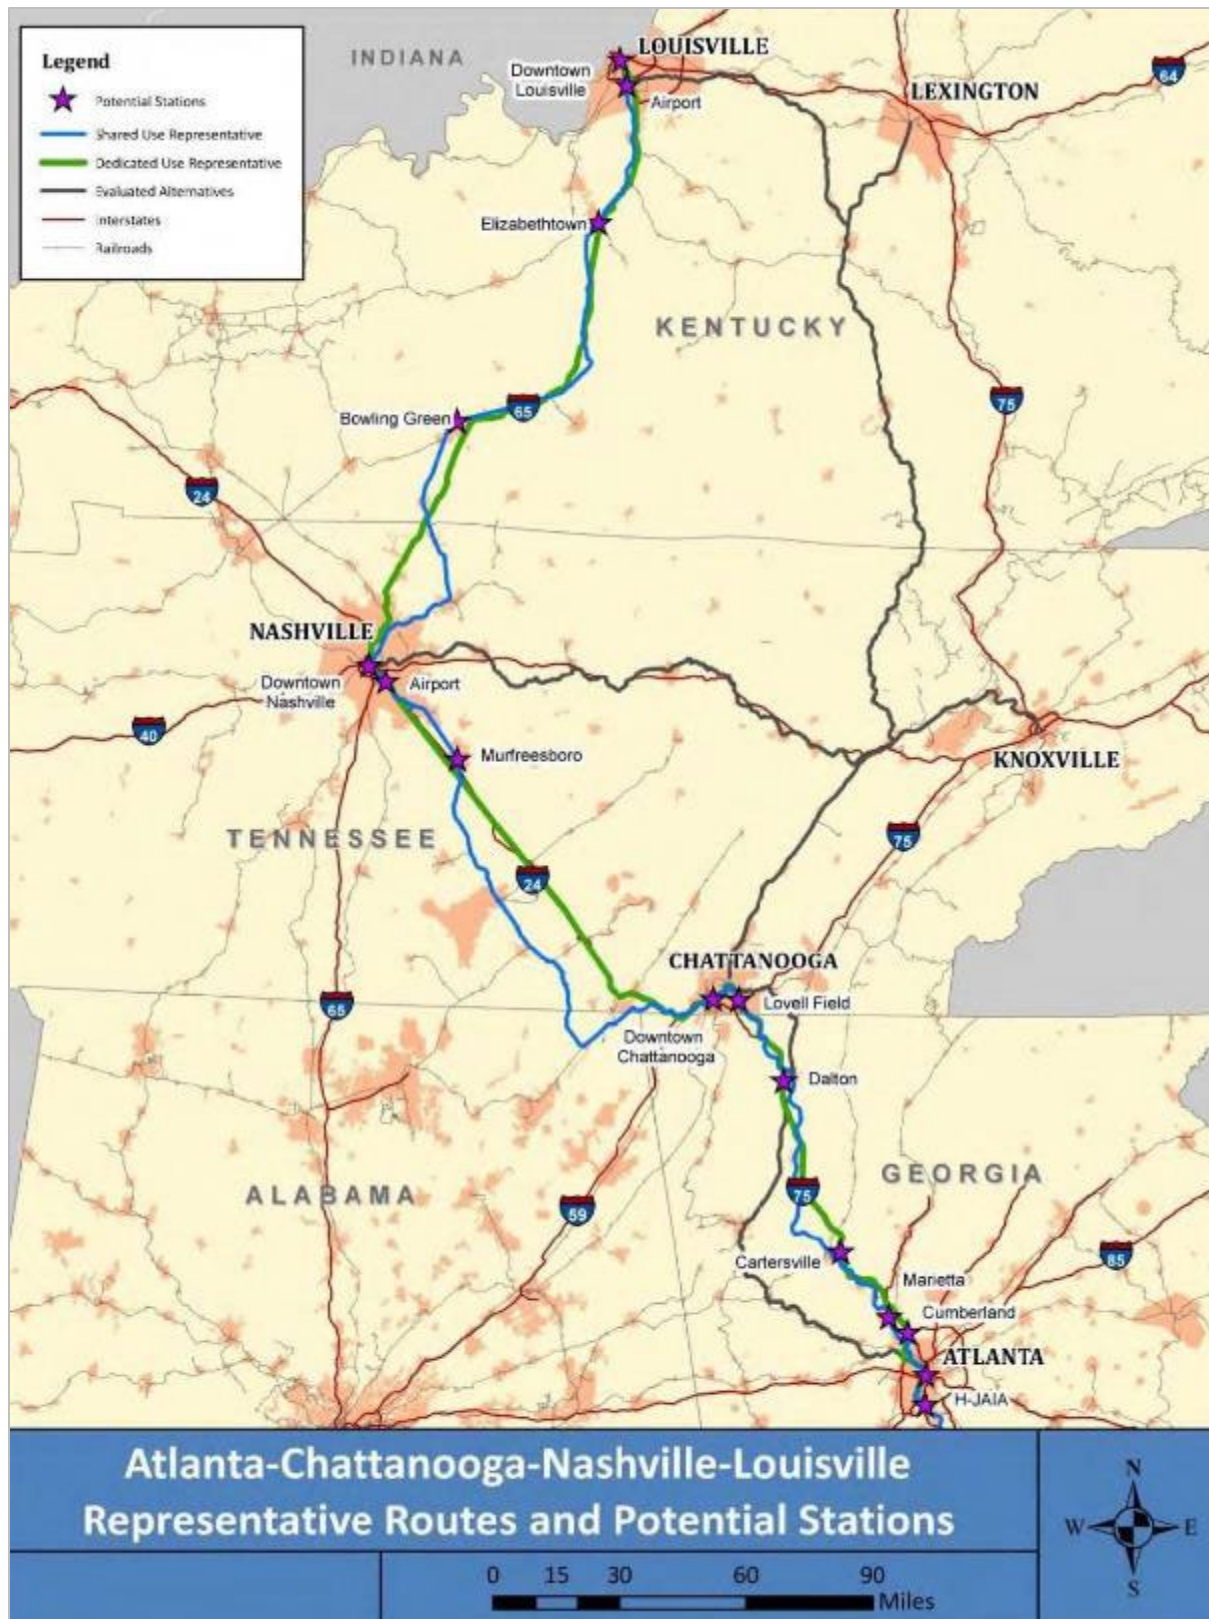 Legend
Potential Stations
Shared Use Representative
Dedicated Use Representative
Evaluated Alternatives
Interstates
Railroads
INDIANA
LOUISVILLE
Downtown
Louisville
Airport
LEXINGTON
64
Elizabethtown
KENTUCKY
75
65
Bowling Green
24
NASHVILLE
Downtown
Nashville
Airport
40
Murfreesboro
KNOXVILLE
TENNESSEE
75
24
CHATTANOOGA
65
Lovell Field
Downtown
Chattanooga
Dalton
GEORGIA
ALABAMA
75
59
85
Cartersville
Marietta
Cumberland
ATLANTA
H-JAIA
Atlanta-Chattanooga-Nashville-Louisville
Representative Routes and Potential Stations
N
W E
S
0 15 30 60 90
Miles